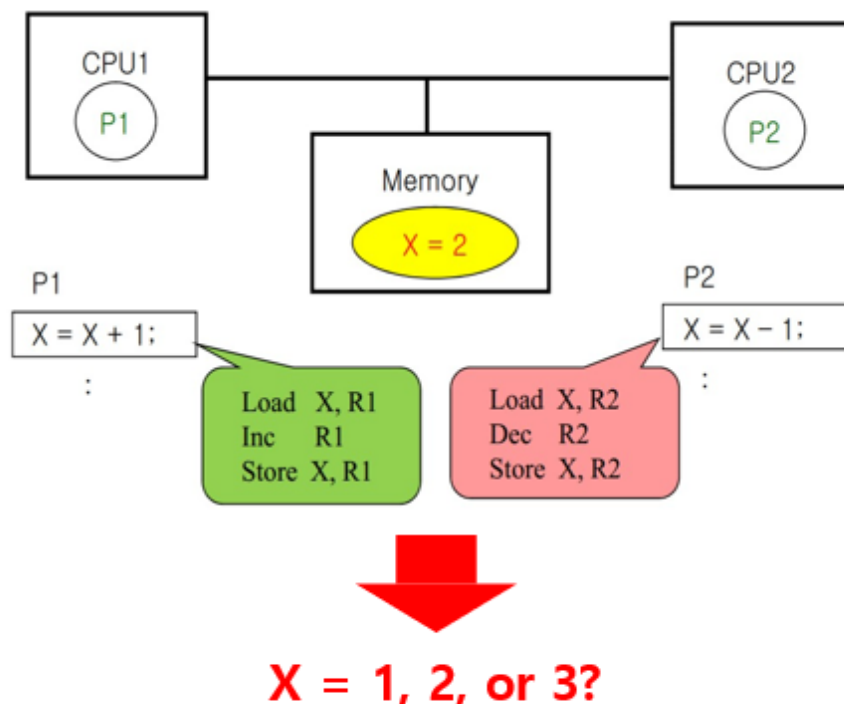 CPU1
P1
CPU2
P2
Memory
X = 2
P1
X = X + 1;
:
P2
X = X – 1;
:
Load X, R1
Inc R1
Store X, R1
Load X, R2
Dec R2
Store X, R2
X = 1, 2, or 3?